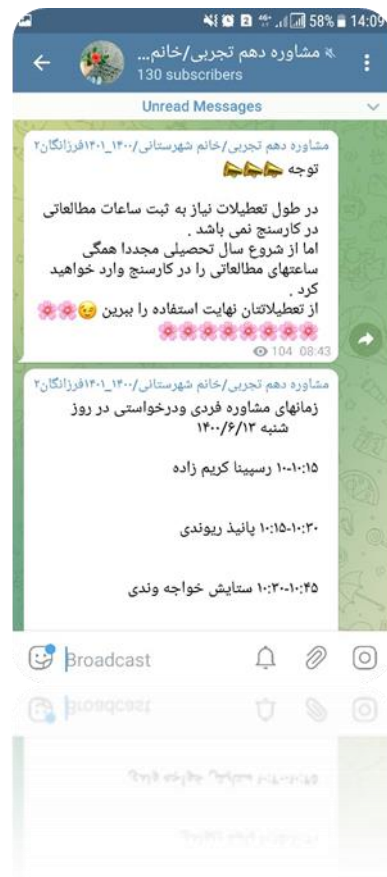 58% 14:09
مشاوره دهم تجربی/خانم...
130 subscribers
Unread Messages
مشاوره دهم تجربی/خانم شهرستانی/۱۴۰۰_۱۴۰۱فرزانگان۲
توجه
در طول تعطیلات نیاز به ثبت ساعات مطالعاتی
در کارسنج نمی باشد .
اما از شروع سال تحصیلی مجددا همگی
ساعتهای مطالعاتی را در کارسنج وارد خواهید
کرد .
از تعطیلاتتان نهایت استفاده را ببرین 😉🌸🌸
🌸🌸🌸🌸🌸🌸🌸🌸
104 08:43
مشاوره دهم تجربی/خانم شهرستانی/۱۴۰۰_۱۴۰۱فرزانگان۲
زمانهای مشاوره فردی ودرخواستی در روز
شنبه ۱۴۰۰/۶/۱۳
۱۰-۱۰:۱۵ رسپینا کریم زاده
۱۰:۱۵-۱۰:۳۰ پانیذ ریوندی
۱۰:۳۰-۱۰:۴۵ ستایش خواجه وندی
Broadcast